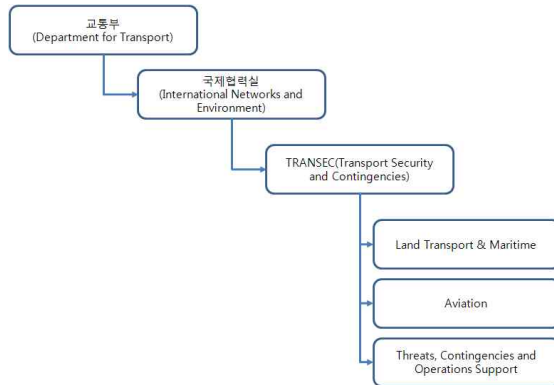 교통부
(Department for Transport)
국제협력실
(International Networks and
Environment)
TRANSEC(Transport Security
and Contingencies)
Land Transport & Maritime
Aviation
Threats, Contingencies and
Operations Support